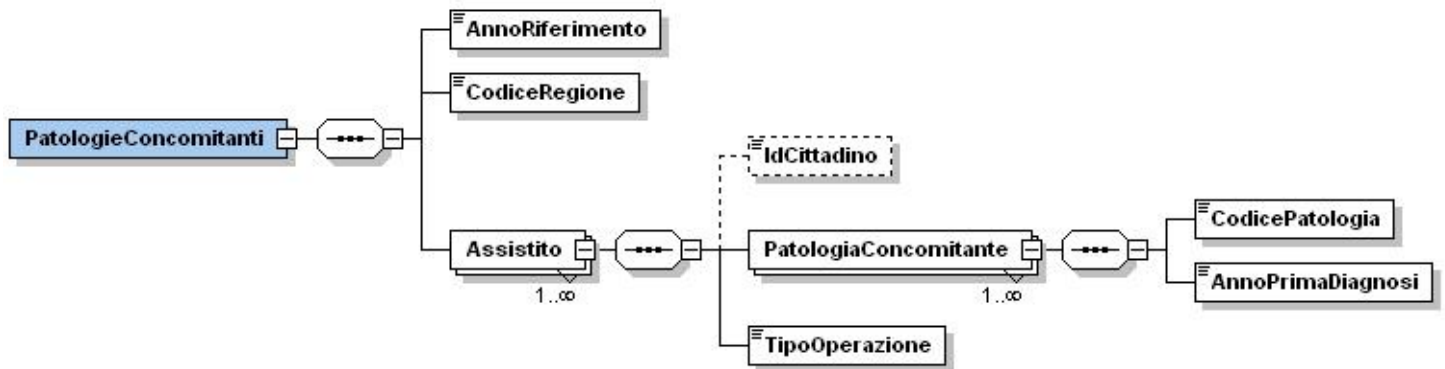 AnnoRiferimento
CodiceRegione
PatologieConcomitanti
IdCittadino
CodicePatologia
Assistito
PatologiaConcomitante
AnnoPrimaDiagnosi
1..∞
1..∞
TipoOperazione